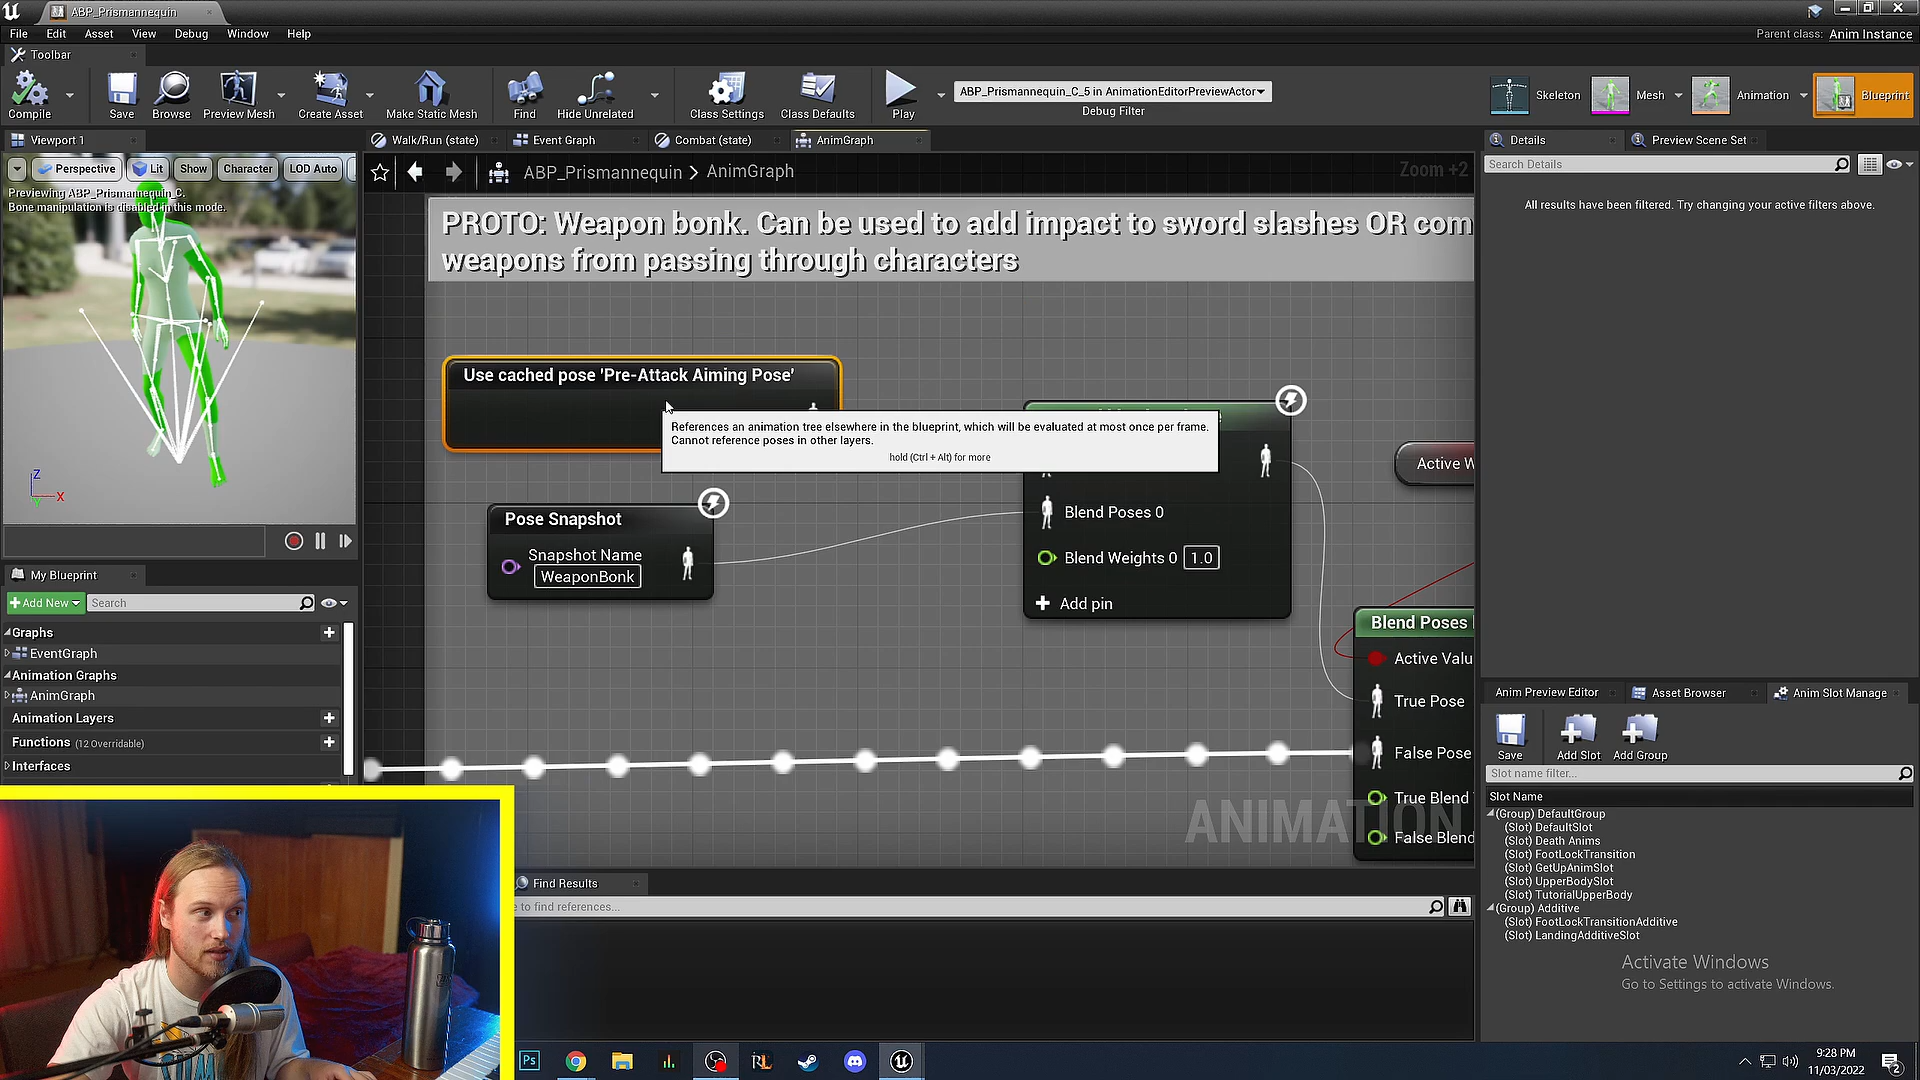 ABP_Prismannequin
File Edit Asset View Debug Window Help
Parent class: Anim Instance
Toolbar
Compile
Save
Browse
Preview Mesh
Create Asset
Make Static Mesh
Find
Hide Unrelated
Class Settings
Class Defaults
Play
ABP_Prismannequin_C_5 in AnimationEditorPreviewActor
Debug Filter
Skeleton
Mesh
Animation
Blueprint
Viewport 1
Walk/Run (state)
Event Graph
Combat (state)
AnimGraph
Details
Preview Scene Set
Perspective
Lit
Show
Character
LOD Auto
Previewing ABP_Prismannequin_C.
Bone manipulation is disabled in this mode.
Z
X
Y
ABP_Prismannequin > AnimGraph
Zoom +2
Search Details
All results have been filtered. Try changing your active filters above.
PROTO: Weapon bonk. Can be used to add impact to sword slashes OR com
weapons from passing through characters
Use cached pose 'Pre-Attack Aiming Pose'
References an animation tree elsewhere in the blueprint, which will be evaluated at most once per frame.
Cannot reference poses in other layers.
hold (Ctrl + Alt) for more
Active W
Pose Snapshot
Snapshot Name
WeaponBonk
Blend Poses 0
Blend Weights 0 1.0
Add pin
Blend Poses
Active Valu
True Pose
False Pose
True Blend
False Blend
ANIMATION
My Blueprint
Add New
Search
Graphs
EventGraph
Animation Graphs
AnimGraph
Animation Layers
Functions (12 Overridable)
Interfaces
Find Results
to find references...
Anim Preview Editor
Asset Browser
Anim Slot Manage
Save
Add Slot
Add Group
Slot name filter...
Slot Name
(Group) DefaultGroup
(Slot) DefaultSlot
(Slot) Death Anims
(Slot) FootLockTransition
(Slot) GetUpAnimSlot
(Slot) UpperBodySlot
(Slot) TutorialUpperBody
(Group) Additive
(Slot) FootLockTransitionAdditive
(Slot) LandingAdditiveSlot
Activate Windows
Go to Settings to activate Windows.
Ps
RL
9:28 PM
11/03/2022
2